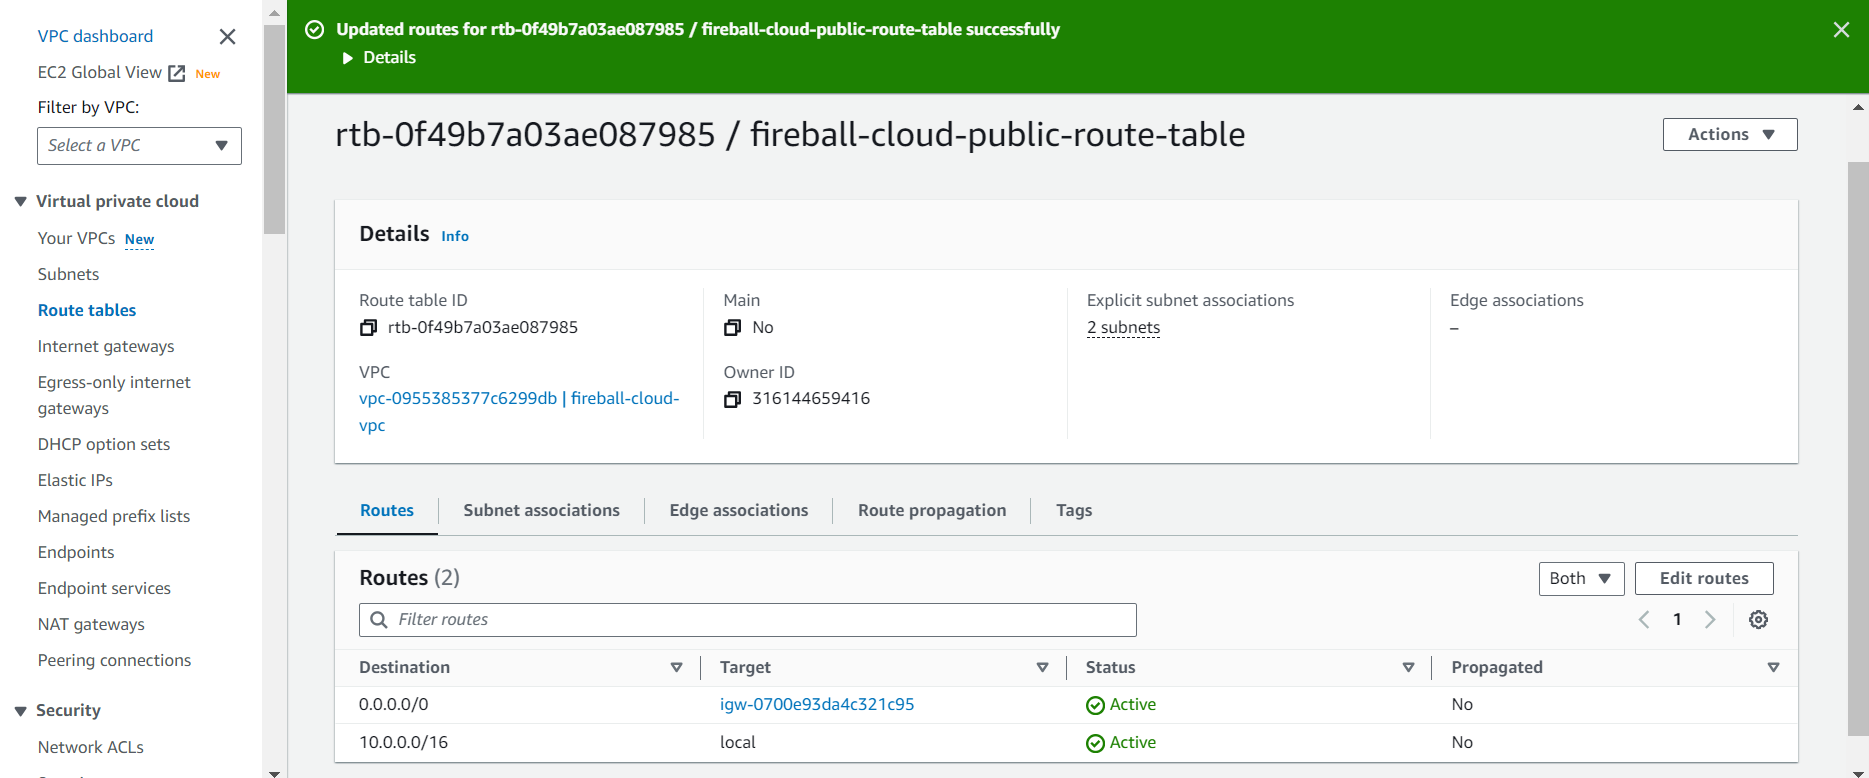 VPC dashboard
EC2 Global View New
Filter by VPC:
Select a VPC
Virtual private cloud
Your VPCs New
Subnets
Route tables
Internet gateways
Egress-only internet
gateways
DHCP option sets
Elastic IPs
Managed prefix lists
Endpoints
Endpoint services
NAT gateways
Peering connections
Security
Network ACLs
Updated routes for rtb-0f49b7a03ae087985 / fireball-cloud-public-route-table successfully
Details
rtb-0f49b7a03ae087985 / fireball-cloud-public-route-table
Actions
Details Info
Route table ID
rtb-0f49b7a03ae087985
Main
No
Explicit subnet associations
2 subnets
Edge associations
–
VPC
vpc-0955385377c6299db | fireball-cloud-
vpc
Owner ID
316144659416
Routes Subnet associations Edge associations Route propagation Tags
Routes (2)
Both Edit routes
Filter routes
1
Destination Target Status Propagated
0.0.0.0/0 igw-0700e93da4c321c95 Active No
10.0.0.0/16 local Active No